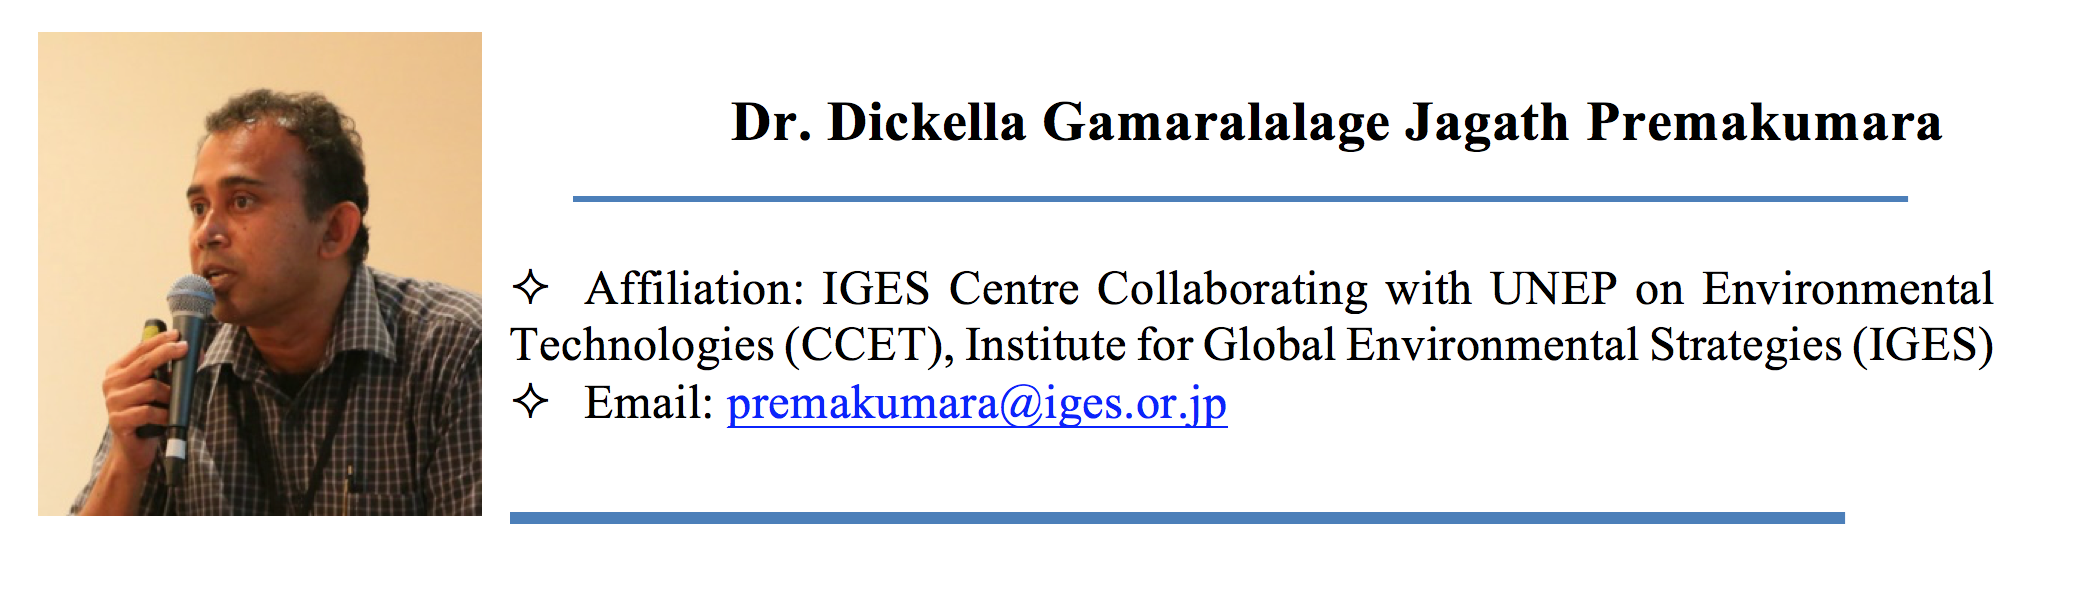 Dr. Dickella Gamaralalage Jagath Premakumara
✧ Affiliation: IGES Centre Collaborating with UNEP on Environmental
Technologies (CCET), Institute for Global Environmental Strategies (IGES)
✧ Email: premakumara@iges.or.jp